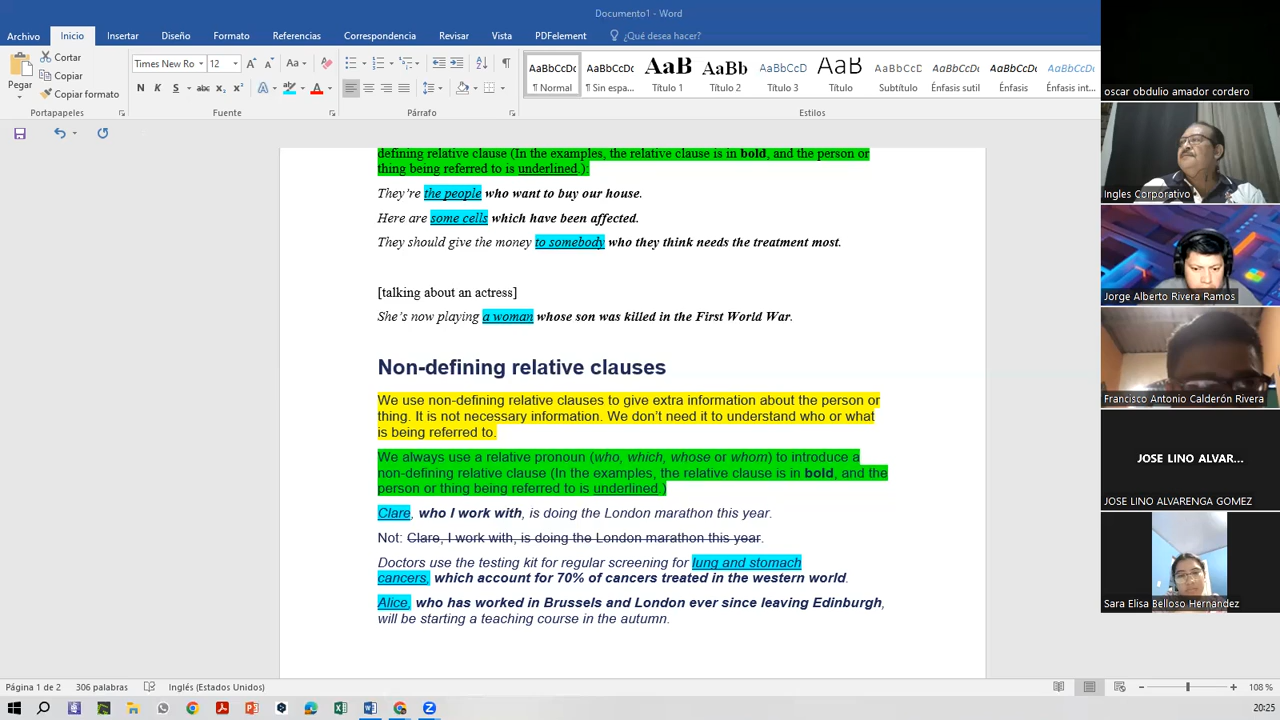 Documento1 - Word
Archivo Inicio Insertar Diseño Formato Referencias Correspondencia Revisar Vista PDFelement ¿Qué desea hacer?
Pegar
Cortar
Copiar
Copiar formato
Portapapeles
Times New Ro 12
Aa
N K S abc x₂ x²
Fuente
Párrafo
AaBbCcDc AaBbCcDc AaB AaBb AaBbCcD AaB AaBbCcD AaBbCcDc AaBbCcDc AaBbCcDc
¶ Normal ¶ Sin espa... Título 1 Título 2 Título 3 Título Subtítulo Énfasis sutil Énfasis Énfasis int...
Estilos
defining relative clause (In the examples, the relative clause is in bold, and the person or
thing being referred to is underlined.):
They’re the people who want to buy our house.
Here are some cells which have been affected.
They should give the money to somebody who they think needs the treatment most.
[talking about an actress]
She’s now playing a woman whose son was killed in the First World War.
Non-defining relative clauses
We use non-defining relative clauses to give extra information about the person or
thing. It is not necessary information. We don’t need it to understand who or what
is being referred to.
We always use a relative pronoun (who, which, whose or whom) to introduce a
non-defining relative clause (In the examples, the relative clause is in bold, and the
person or thing being referred to is underlined.)
Clare, who I work with, is doing the London marathon this year.
Not: Clare, I work with, is doing the London marathon this year.
Doctors use the testing kit for regular screening for lung and stomach
cancers, which account for 70% of cancers treated in the western world.
Alice, who has worked in Brussels and London ever since leaving Edinburgh,
will be starting a teaching course in the autumn.
oscar obdulio amador cordero
Ingles Corporativo
Jorge Alberto Rivera Ramos
Francisco Antonio Calderón Rivera
JOSE LINO ALVAR...
JOSE LINO ALVARENGA GOMEZ
Sara Elisa Belloso Hernández
Página 1 de 2 306 palabras Inglés (Estados Unidos) 108 %
20:25